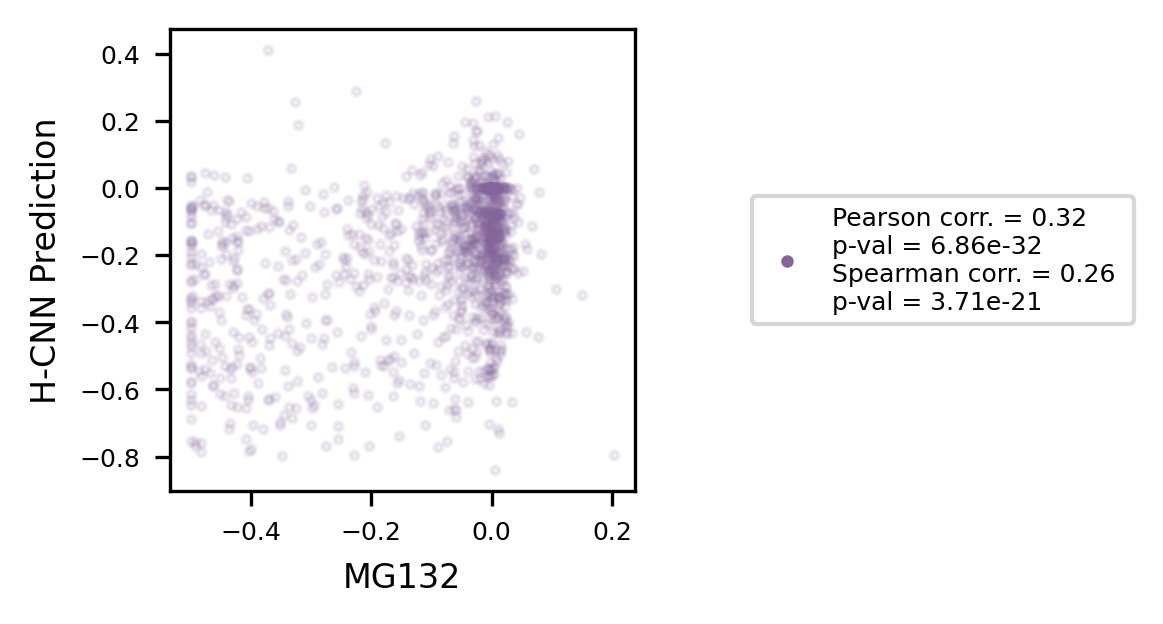 0.4
0.2
0.0
−0.2
−0.4
−0.6
−0.8
H-CNN Prediction
−0.4
−0.2
0.0
0.2
MG132
Pearson corr. = 0.32
p-val = 6.86e-32
Spearman corr. = 0.26
p-val = 3.71e-21